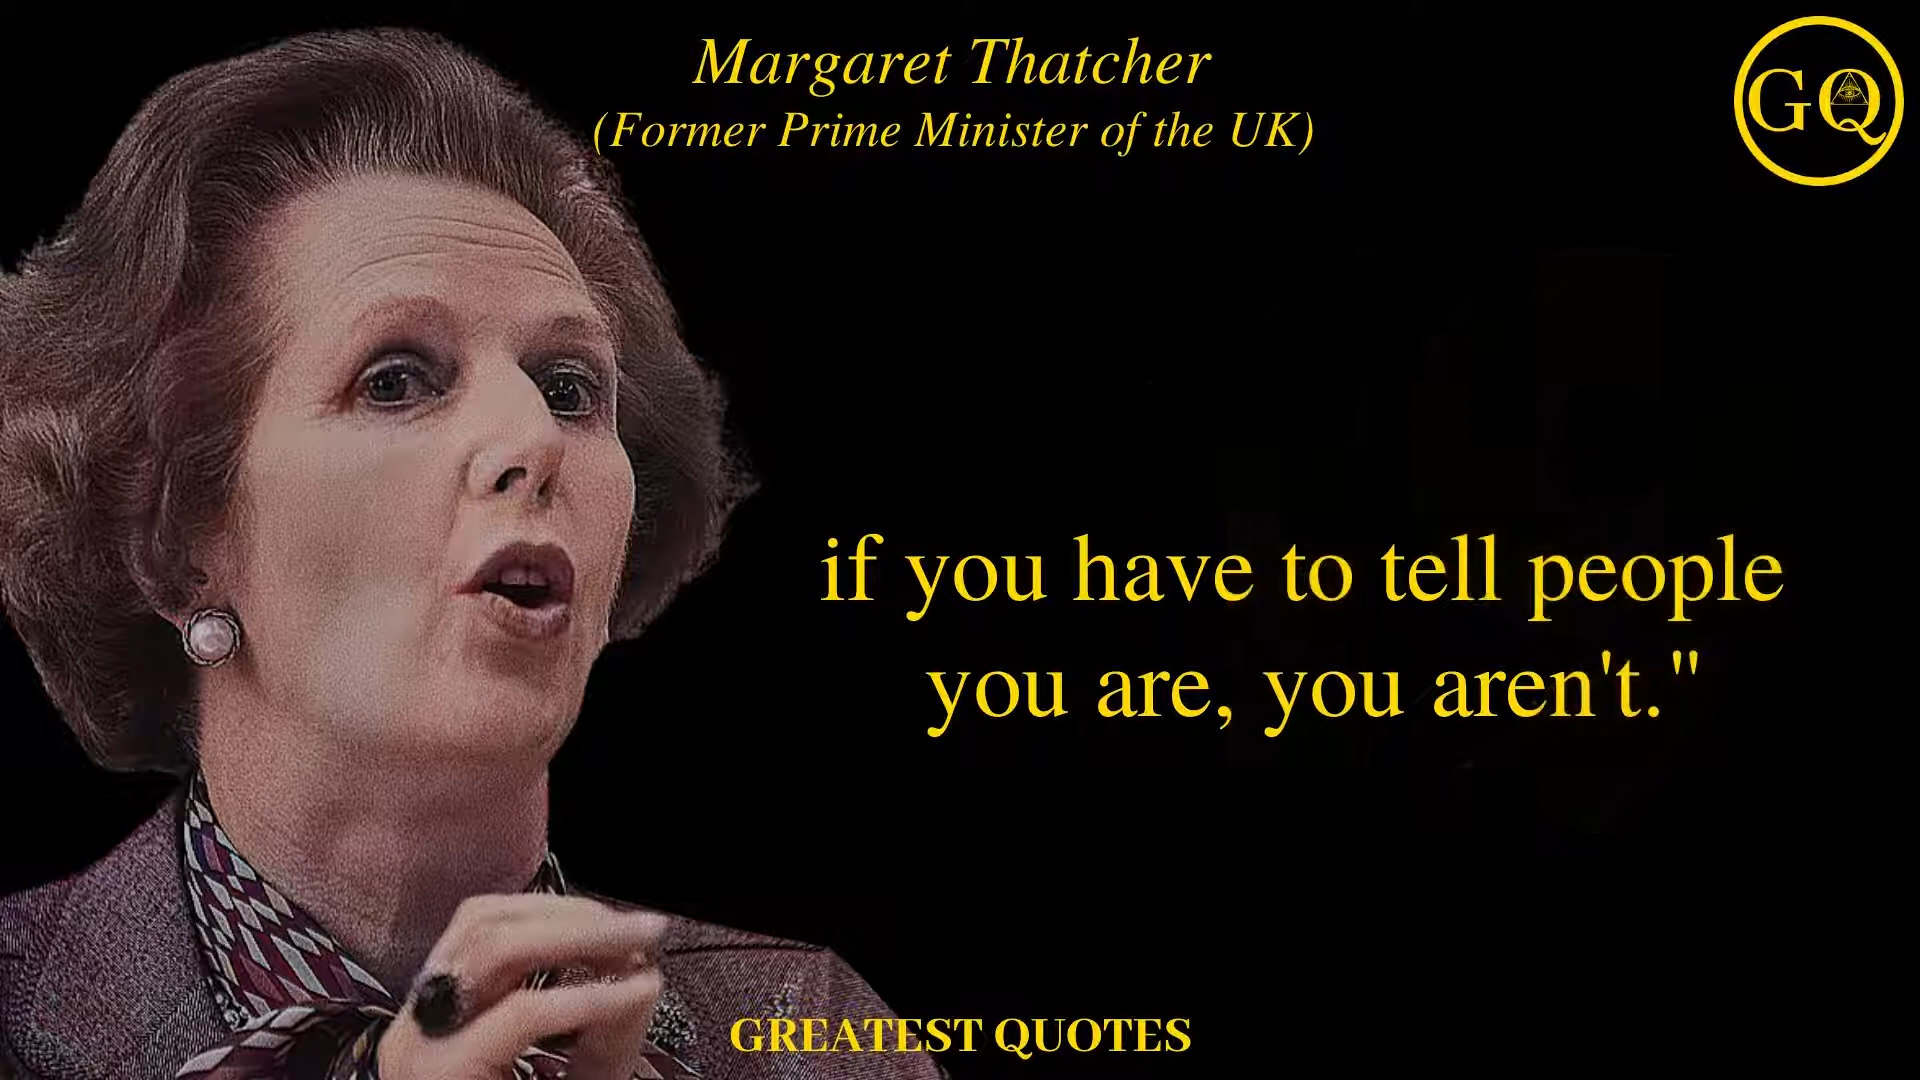 Margaret Thatcher
(Former Prime Minister of the UK)
GQ
if you have to tell people
you are, you aren't."
GREATEST QUOTES